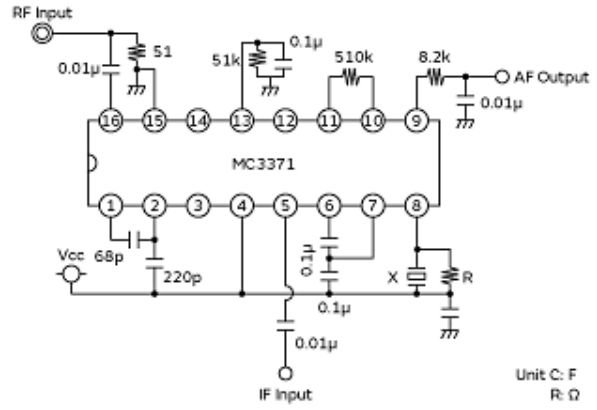 RF Input
51
0.01µ
51k
0.1µ
510k
8.2k
AF Output
0.01µ
16
15
14
13
12
11
10
9
MC3371
1
2
3
4
5
6
7
8
68p
Vcc
220p
0.1µ
0.1µ
X
R
0.01µ
IF Input
Unit C: F
R: Ω